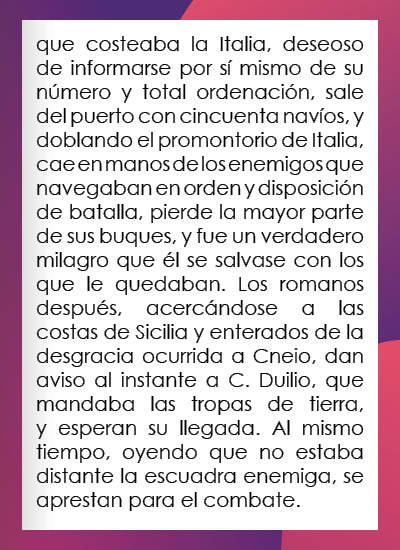 que costeaba la Italia, deseoso
de informarse por sí mismo de su
número y total ordenación, sale
del puerto con cincuenta navíos, y
doblando el promontorio de Italia,
cae en manos de los enemigos que
navegaban en orden y disposición
de batalla, pierde la mayor parte
de sus buques, y fue un verdadero
milagro que él se salvase con los
que le quedaban. Los romanos
después, acercándose a las
costas de Sicilia y enterados de la
desgracia ocurrida a Cneio, dan
aviso al instante a C. Duilio, que
mandaba las tropas de tierra,
y esperan su llegada. Al mismo
tiempo, oyendo que no estaba
distante la escuadra enemiga, se
aprestan para el combate.